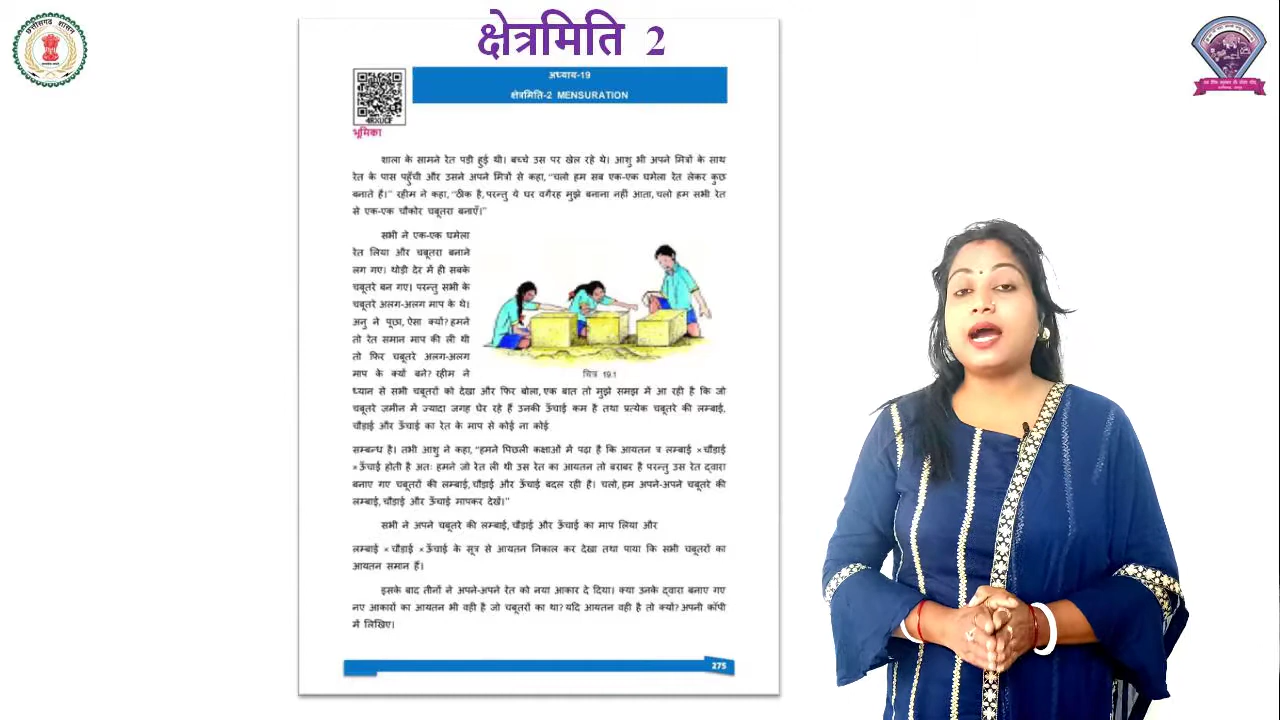 क्षेत्रमिति 2
छत्तीसगढ़ शासन
अध्याय-19
क्षेत्रमिति-2 MENSURATION
4RXUCF
भूमिका
शाला के सामने रेत पड़ी हुई थी। बच्चे उस पर खेल रहे थे। आशु भी अपने मित्रों के साथ
रेत के पास पहुँची और उसने अपने मित्रों से कहा, "चलो हम सब एक-एक घमेला रेत लेकर कुछ
बनाते है।" रहीम ने कहा, "ठीक है, परन्तु ये घर वगैरह मुझे बनाना नहीं आता, चलो हम सभी रेत
से एक-एक चौकोर चबूतरा बनाएँ।"
सभी ने एक-एक घमेला
रेत लिया और चबूतरा बनाने
लग गए। थोड़ी देर में ही सबके
चबूतरे बन गए। परन्तु सभी के
चबूतरे अलग-अलग माप के थे।
अनु ने पूछा, ऐसा क्यों? हमने
तो रेत समान माप की ली थी
तो फिर चबूतरे अलग-अलग
माप के क्यों बने? रहीम ने
चित्र 19.1
ध्यान से सभी चबूतरों को देखा और फिर बोला, एक बात तो मुझे समझ में आ रही है कि जो
चबूतरे जमीन में ज्यादा जगह घेर रहे हैं उनकी ऊँचाई कम है तथा प्रत्येक चबूतरे की लम्बाई,
चौड़ाई और ऊँचाई का रेत के माप से कोई ना कोई
सम्बन्ध है। तभी आशु ने कहा, "हमने पिछली कक्षाओं में पढ़ा है कि आयतन त्र लम्बाई ×चौड़ाई
×ऊँचाई होती है अतः हमने जो रेत ली थी उस रेत का आयतन तो बराबर है परन्तु उस रेत द्वारा
बनाए गए चबूतरों की लम्बाई, चौड़ाई और ऊँचाई बदल रही है। चलो, हम अपने-अपने चबूतरे की
लम्बाई, चौड़ाई और ऊँचाई मापकर देखें।"
सभी ने अपने चबूतरे की लम्बाई, चौड़ाई और ऊँचाई का माप लिया और
लम्बाई ×चौड़ाई ×ऊँचाई के सूत्र से आयतन निकाल कर देखा तथा पाया कि सभी चबूतरों का
आयतन समान हैं।
इसके बाद तीनों ने अपने-अपने रेत को नया आकार दे दिया। क्या उनके द्वारा बनाए गए
नए आकारों का आयतन भी वही है जो चबूतरों का था? यदि आयतन वही है तो क्यों? अपनी कॉपी
में लिखिए।
275